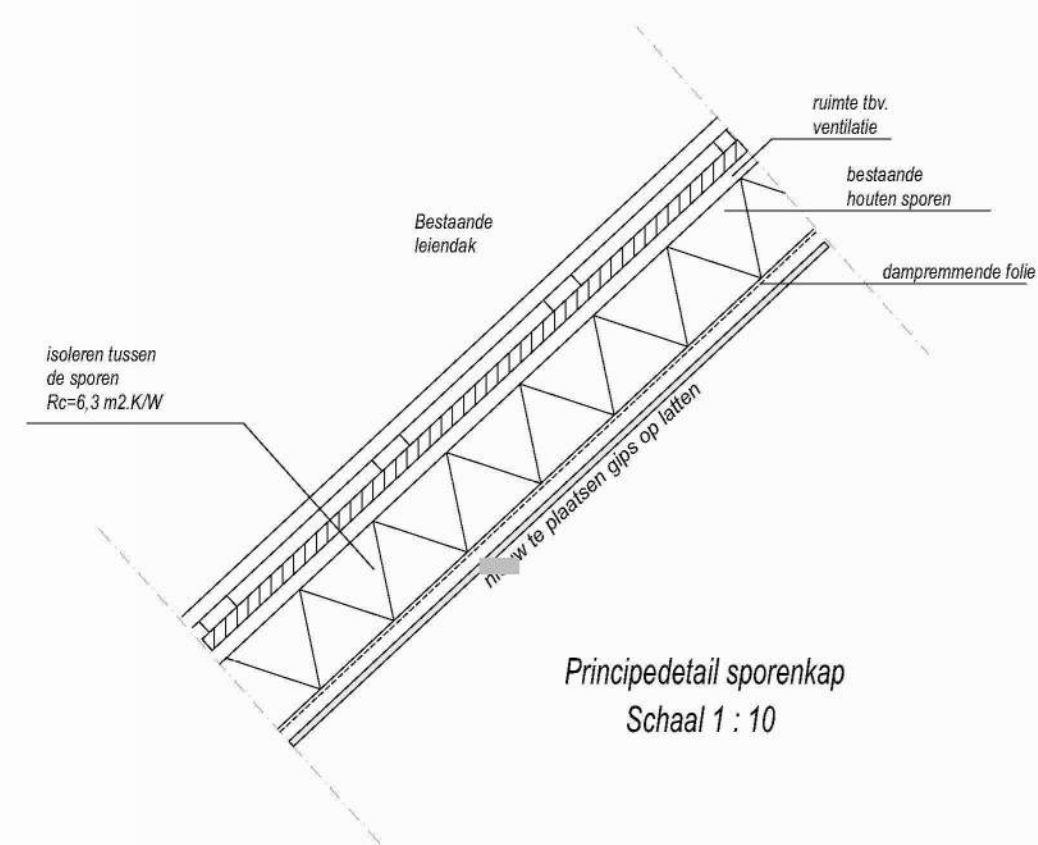 ruimte tbv.
ventilatie
bestaande
houten sporen
Bestaande
leiendak
dampremmende folie
isoleren tussen
de sporen
Rc=6,3 m2.K/W
te plaatsen gips op latten
Principedetail sporenkap
Schaal 1 : 10